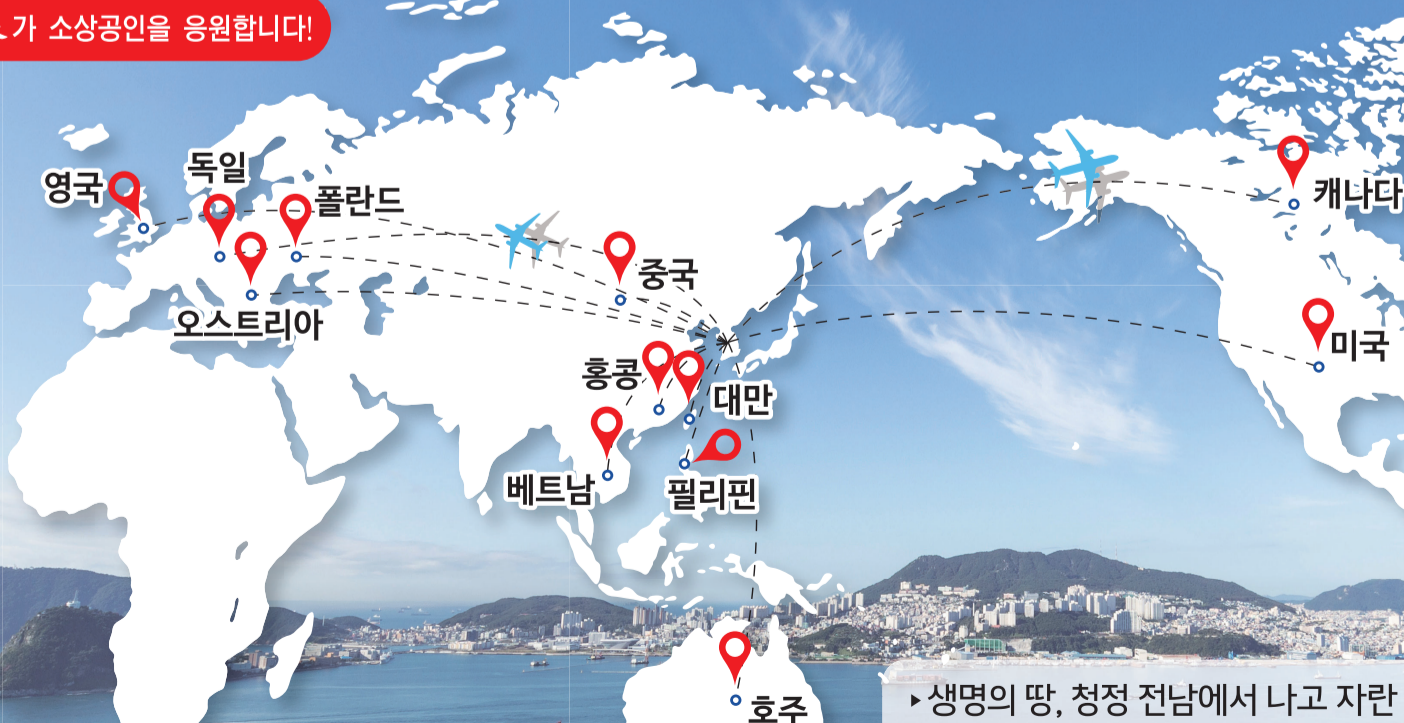 가 소상공인을 응원합니다!
독일
영국
폴란드
캐나다
중국
오스트리아
미국
홍콩
대만
베트남
필리핀
▸생명의 땅, 청정 전남에서 나고 자란
호주